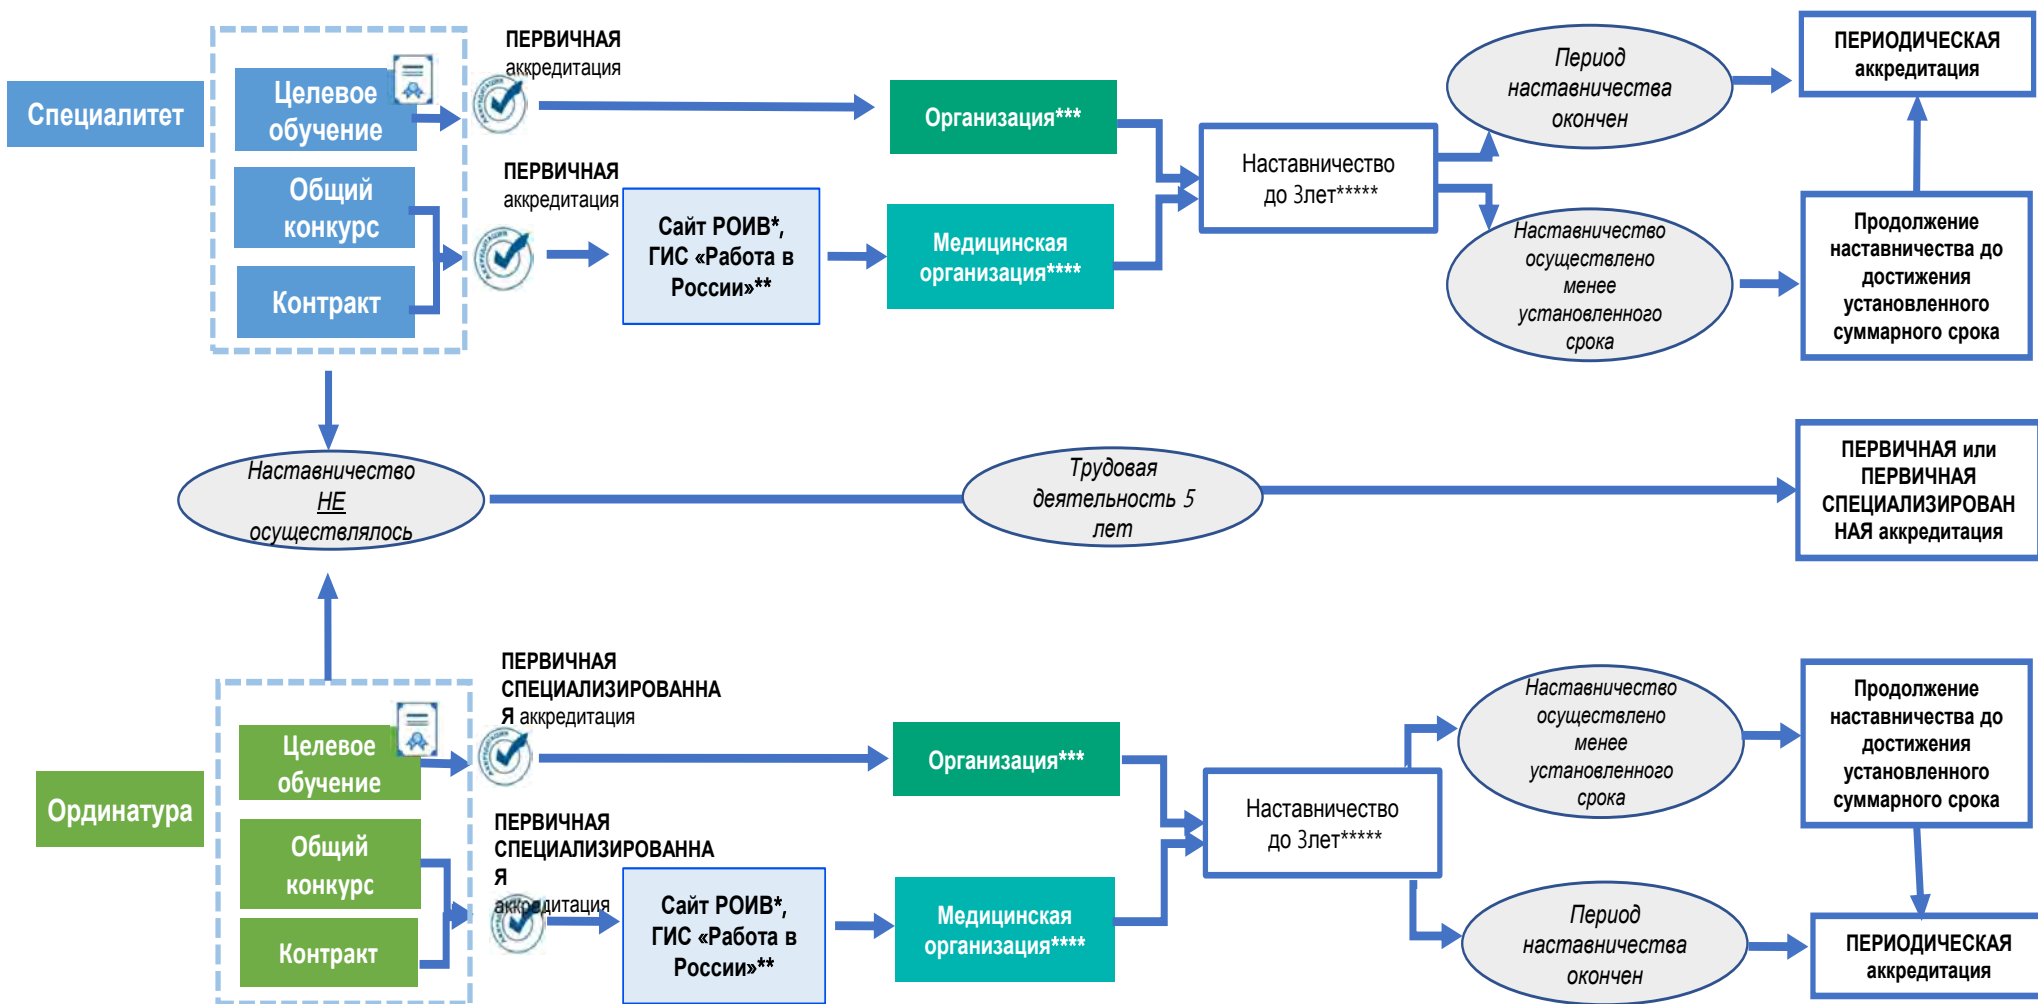 Специалитет
Целевое
обучение
Общий
конкурс
Контракт
ПЕРВИЧНАЯ
аккредитация
ПЕРВИЧНАЯ
аккредитация
Сайт РОИВ*,
ГИС «Работа в
России»**
Организация***
Медицинская
организация****
Наставничество
до 3лет*****
Период
наставничества
окончен
Наставничество
осуществлено
менее
установленного
срока
ПЕРИОДИЧЕСКАЯ
аккредитация
Продолжение
наставничества до
достижения
установленного
суммарного срока
Наставничество
НЕ
осуществлялось
Трудовая
деятельность 5
лет
ПЕРВИЧНАЯ или
ПЕРВИЧНАЯ
СПЕЦИАЛИЗИРОВАН
НАЯ аккредитация
Ординатура
Целевое
обучение
Общий
конкурс
Контракт
ПЕРВИЧНАЯ
СПЕЦИАЛИЗИРОВАННА
Я аккредитация
ПЕРВИЧНАЯ
СПЕЦИАЛИЗИРОВАННА
Я
аккредитация
Сайт РОИВ*,
ГИС «Работа в
России»**
Организация***
Медицинская
организация****
Наставничество
до 3лет*****
Наставничество
осуществлено
менее
установленного
срока
Период
наставничества
окончен
Продолжение
наставничества до
достижения
установленного
суммарного срока
ПЕРИОДИЧЕСКАЯ
аккредитация